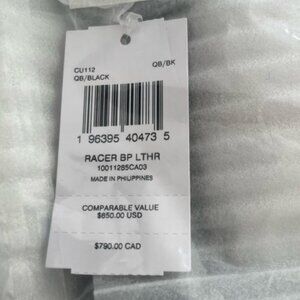 CU112 QB/BK
QB/BLACK
1 96395 40473 5
RACER BP LTHR
10011285CA03
MADE IN PHILIPPINES
COMPARABLE VALUE
$650.00 USD
$790.00 CAD